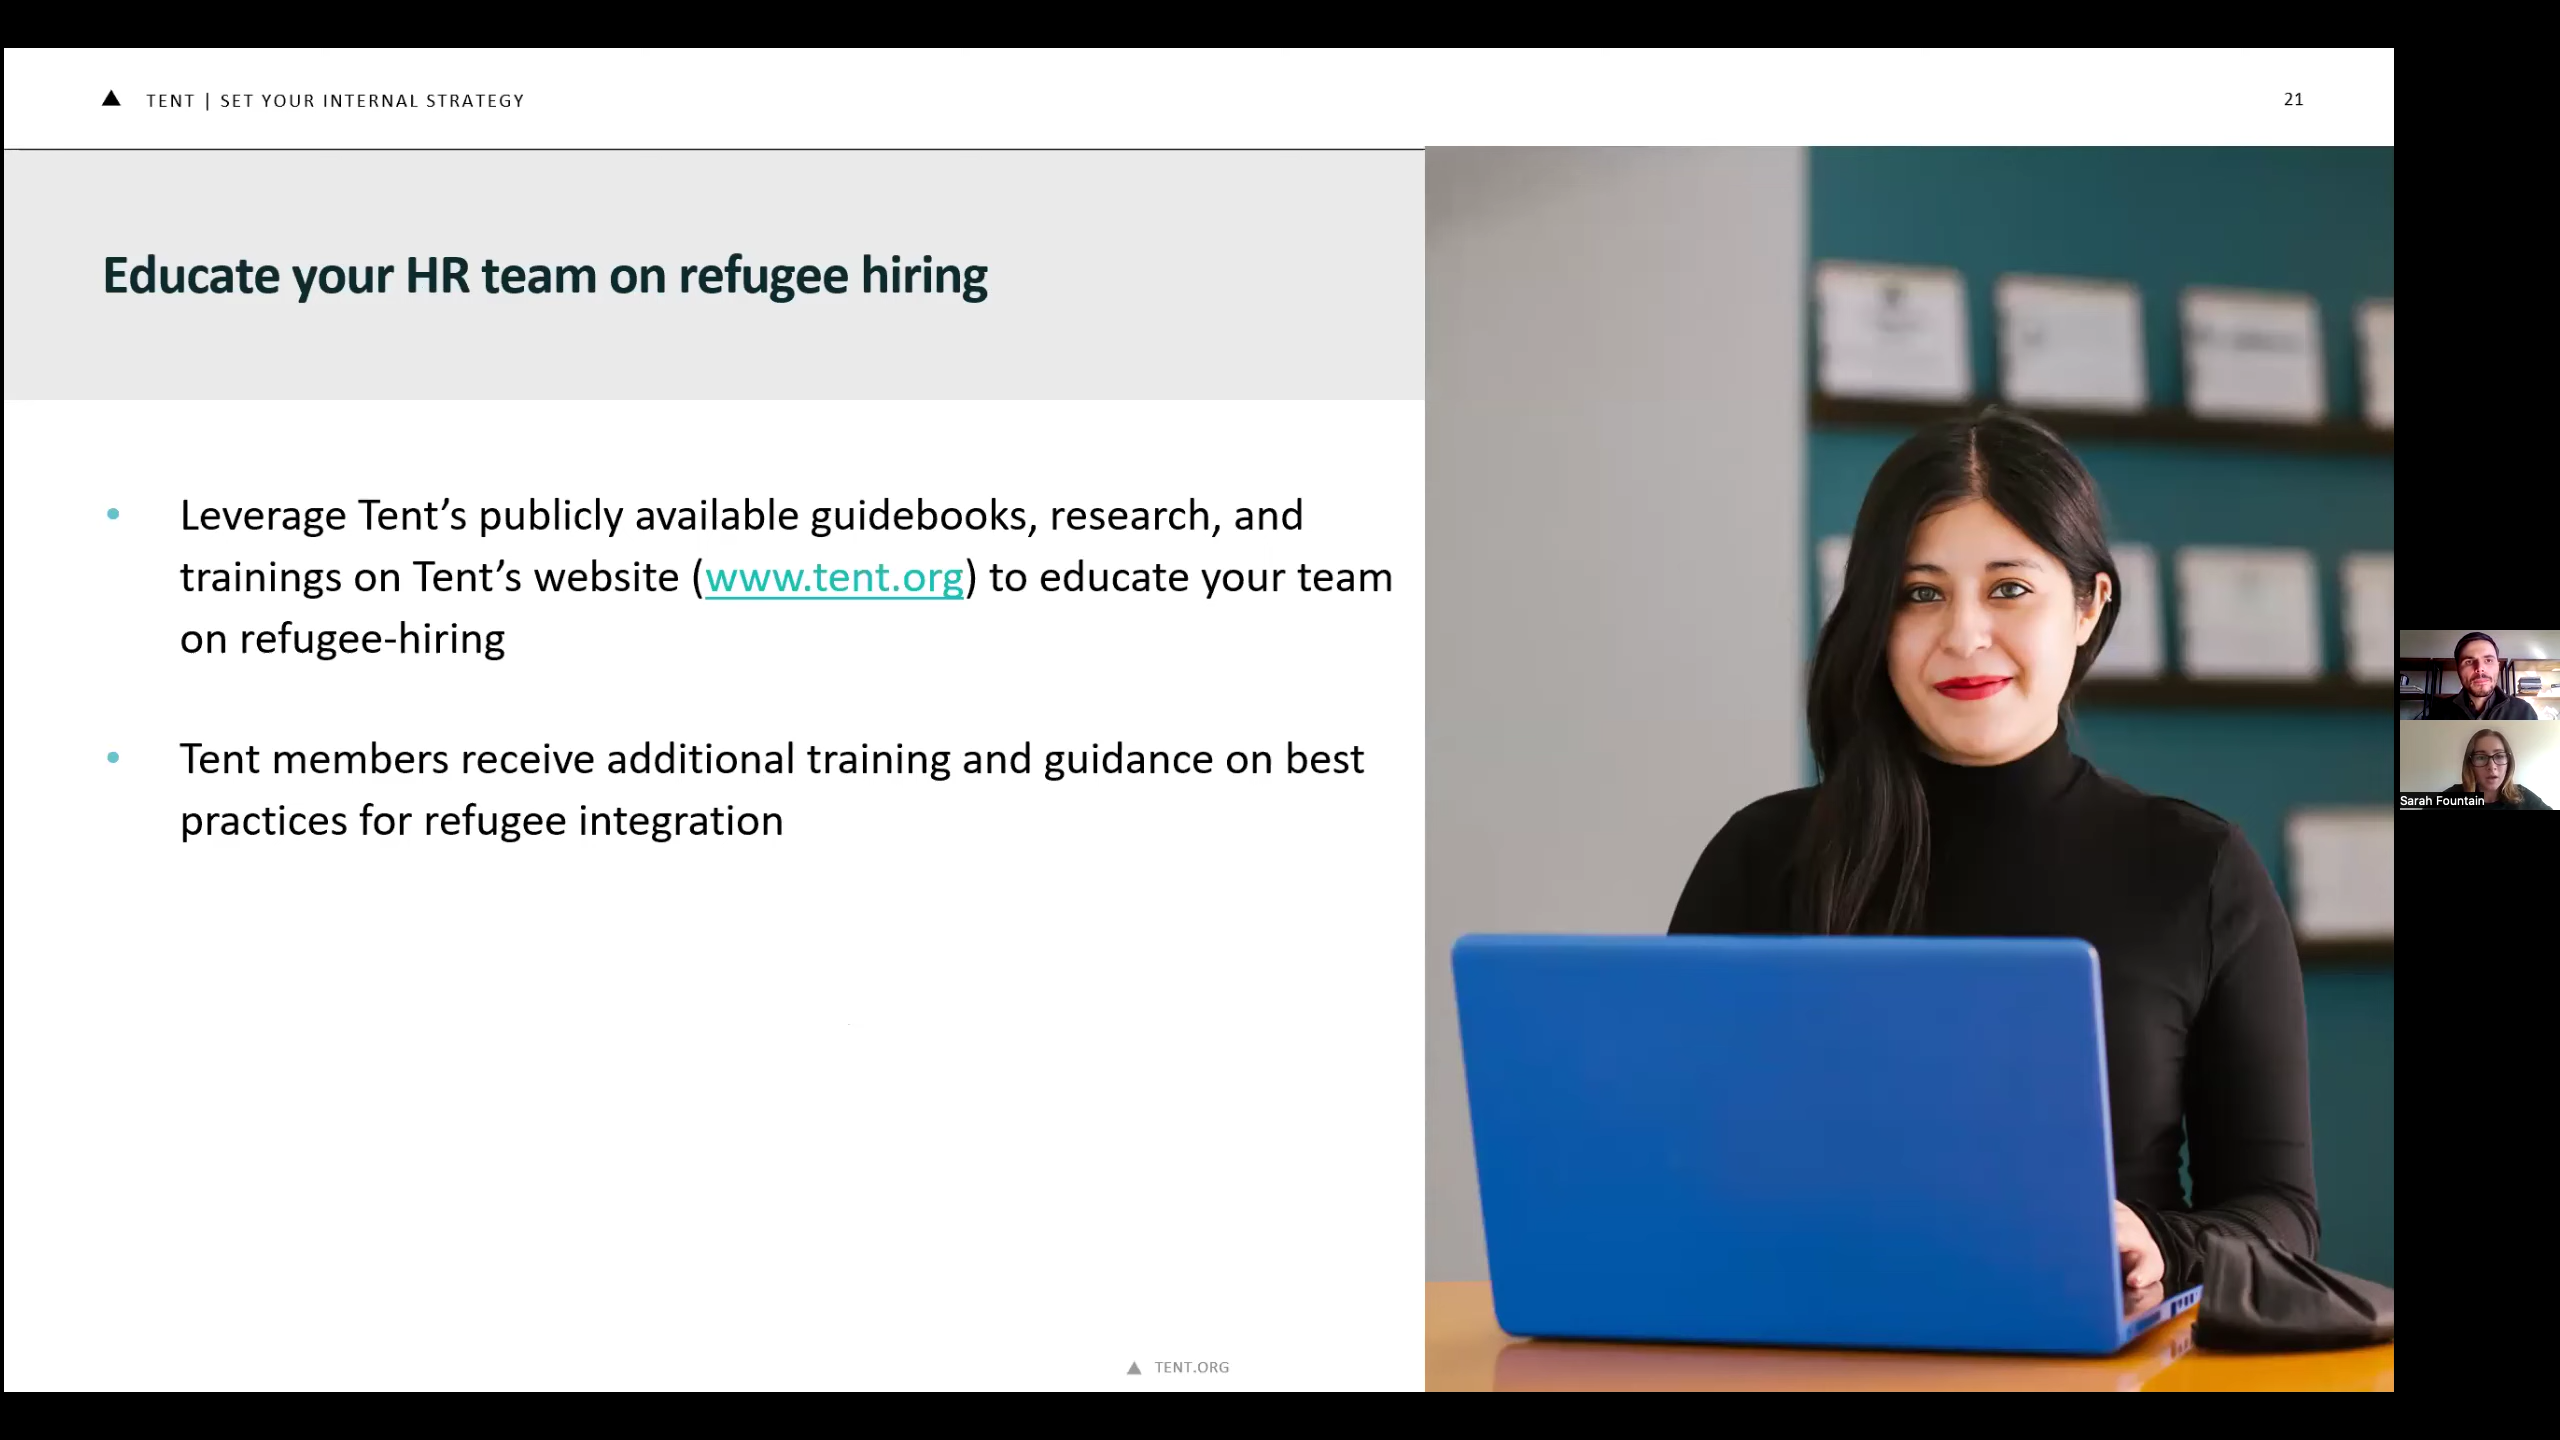 TENT | SET YOUR INTERNAL STRATEGY
21
Educate your HR team on refugee hiring
• Leverage Tent’s publicly available guidebooks, research, and
trainings on Tent’s website (www.tent.org) to educate your team
on refugee-hiring
• Tent members receive additional training and guidance on best
practices for refugee integration
Sarah Fountain
TENT.ORG